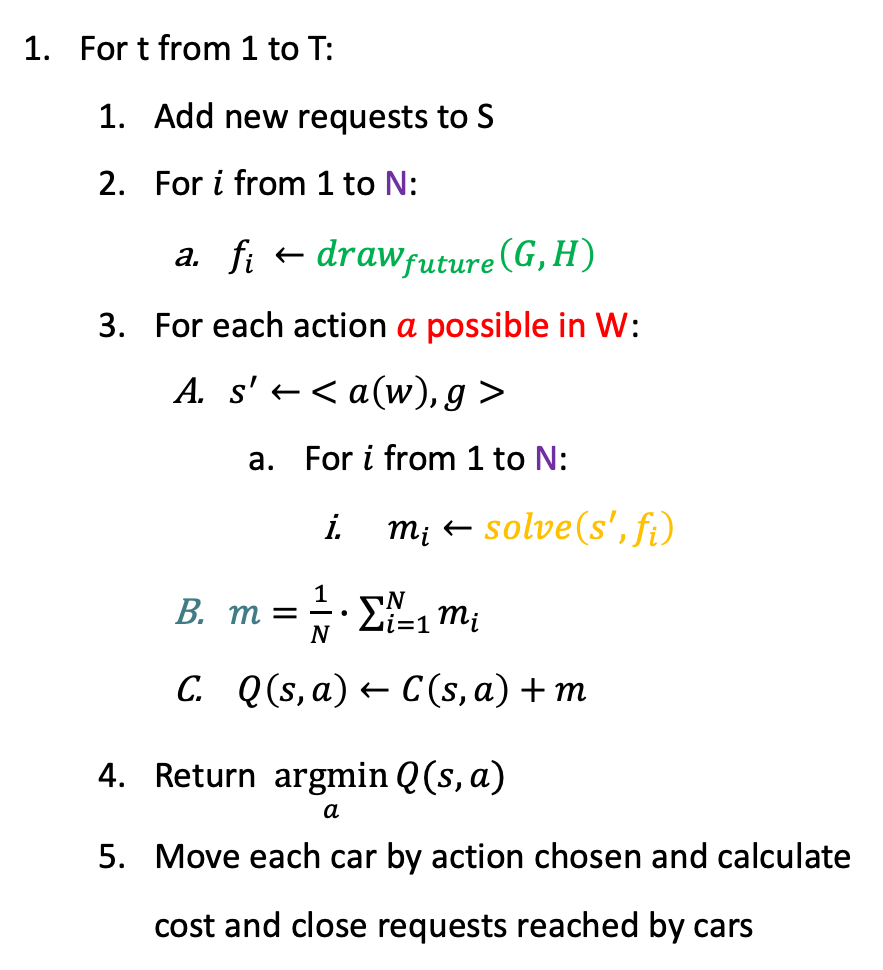 1. For t from 1 to T:
1. Add new requests to S
2. For i from 1 to N:
a. fᵢ ← draw_future(G, H)
3. For each action a possible in W:
A. s′ ← < a(w), g >
a. For i from 1 to N:
i. mᵢ ← solve(s′, fᵢ)
B. m = 1/N · ∑ᵢ₌₁ᴺ mᵢ
C. Q(s, a) ← C(s, a) + m
4. Return argmin Q(s, a)
a
5. Move each car by action chosen and calculate
cost and close requests reached by cars